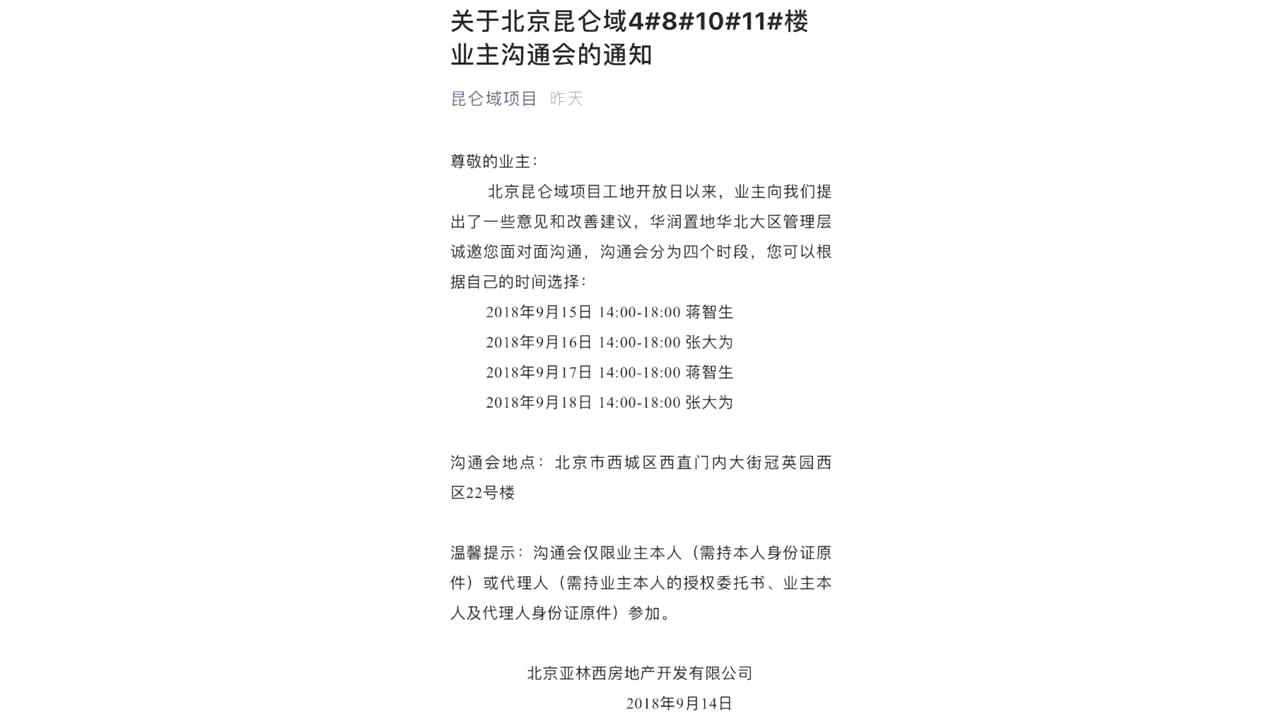 关于北京昆仑域4#8#10#11#楼
业主沟通会的通知
昆仑域项目 昨天
尊敬的业主：
北京昆仑域项目工地开放日以来，业主向我们提
出了一些意见和改善建议，华润置地华北大区管理层
诚邀您面对面沟通，沟通会分为四个时段，您可以根
据自己的时间选择：
2018年9月15日 14:00-18:00 蒋智生
2018年9月16日 14:00-18:00 张大为
2018年9月17日 14:00-18:00 蒋智生
2018年9月18日 14:00-18:00 张大为
沟通会地点：北京市西城区西直门内大街冠英园西
区22号楼
温馨提示：沟通会仅限业主本人（需持本人身份证原
件）或代理人（需持业主本人的授权委托书、业主本
人及代理人身份证原件）参加。
北京亚林西房地产开发有限公司
2018年9月14日